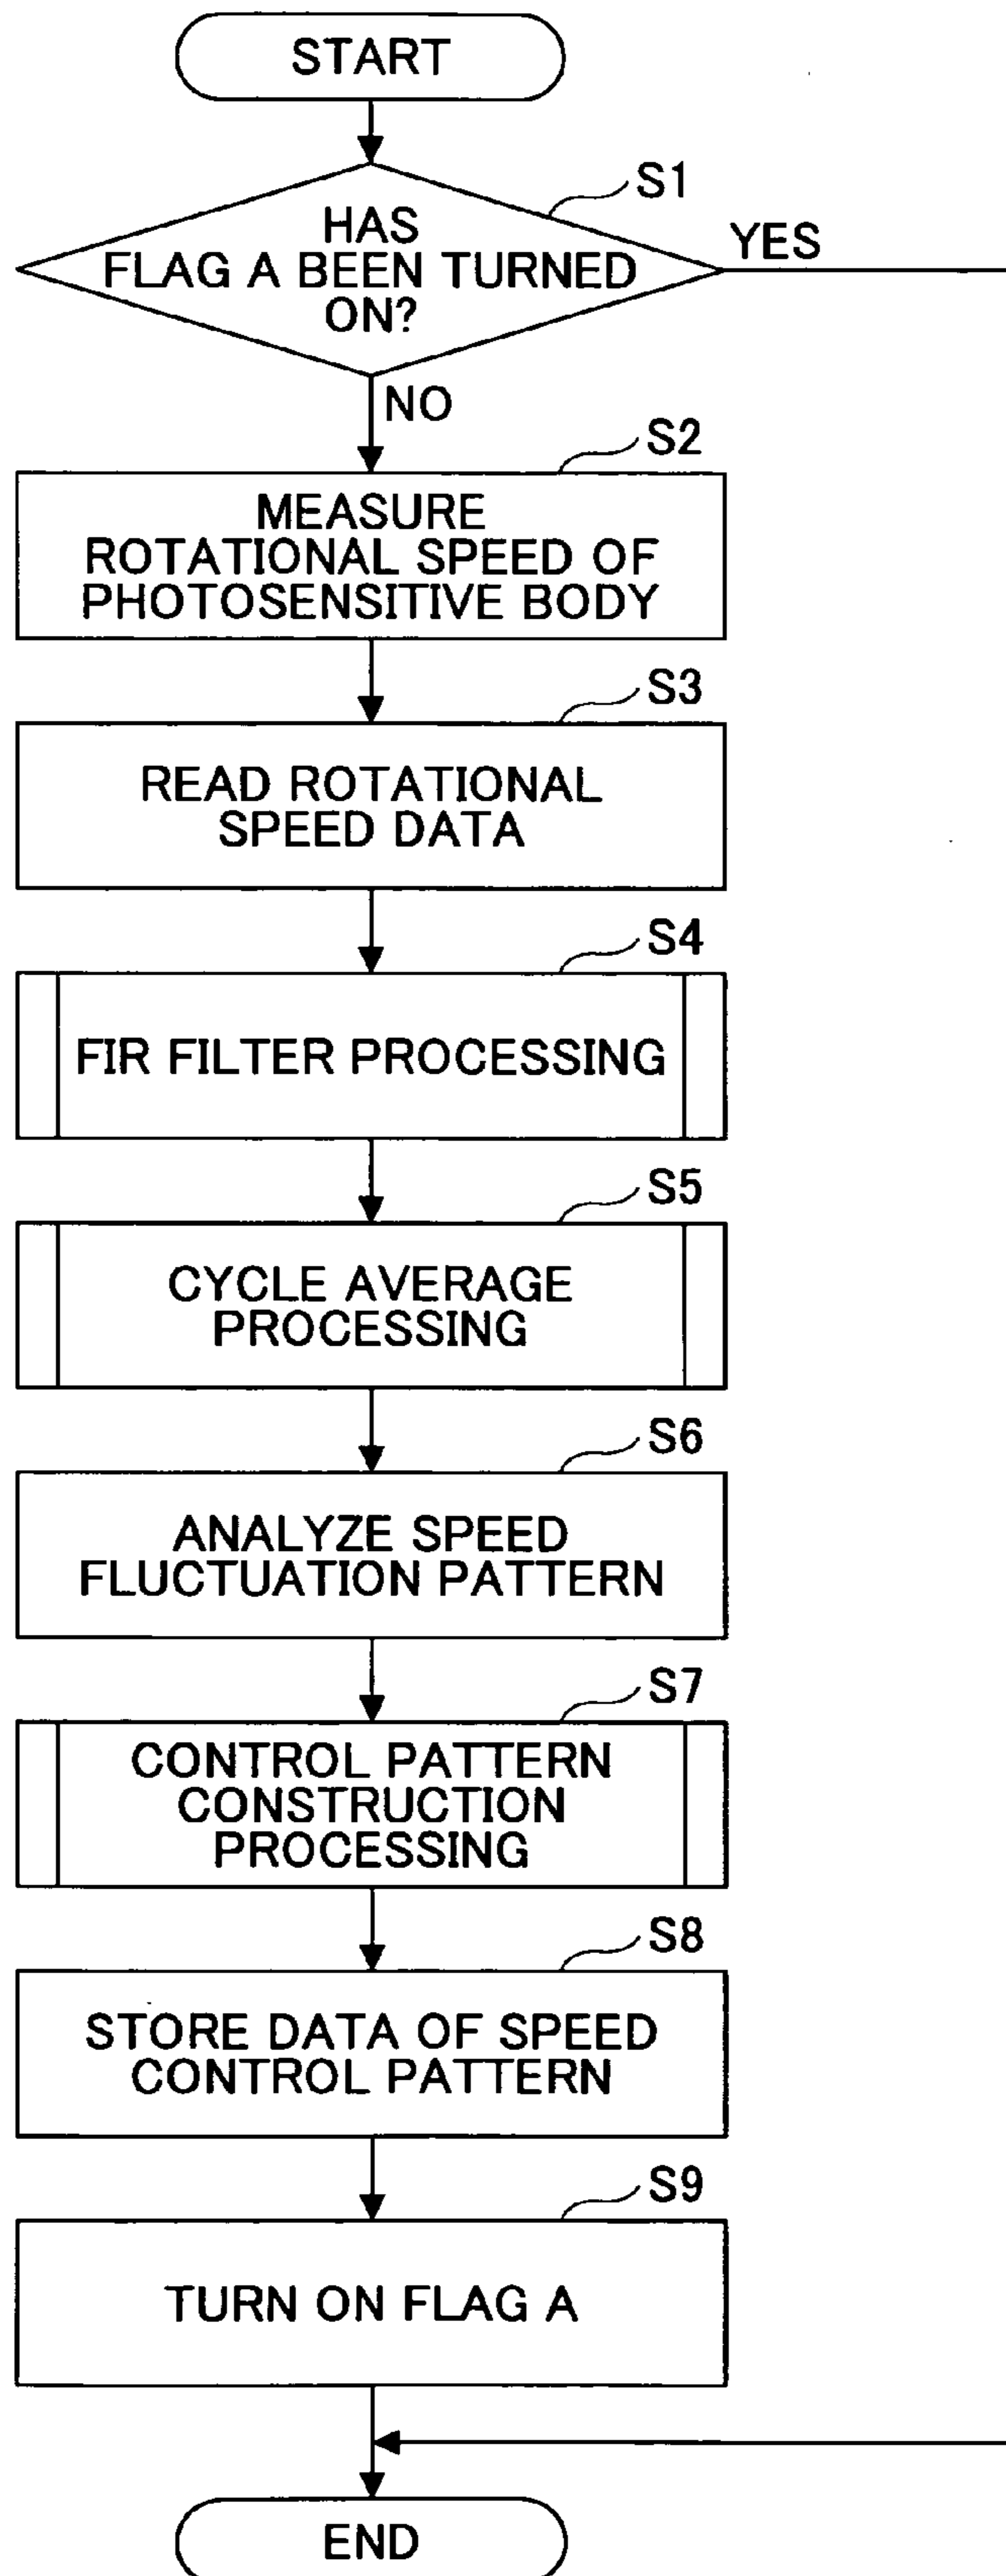 START
S1
HAS
FLAG A BEEN TURNED
ON?
YES
NO
S2
MEASURE
ROTATIONAL SPEED OF
PHOTOSENSITIVE BODY
S3
READ ROTATIONAL
SPEED DATA
S4
FIR FILTER PROCESSING
S5
CYCLE AVERAGE
PROCESSING
S6
ANALYZE SPEED
FLUCTUATION PATTERN
S7
CONTROL PATTERN
CONSTRUCTION
PROCESSING
S8
STORE DATA OF SPEED
CONTROL PATTERN
S9
TURN ON FLAG A
END